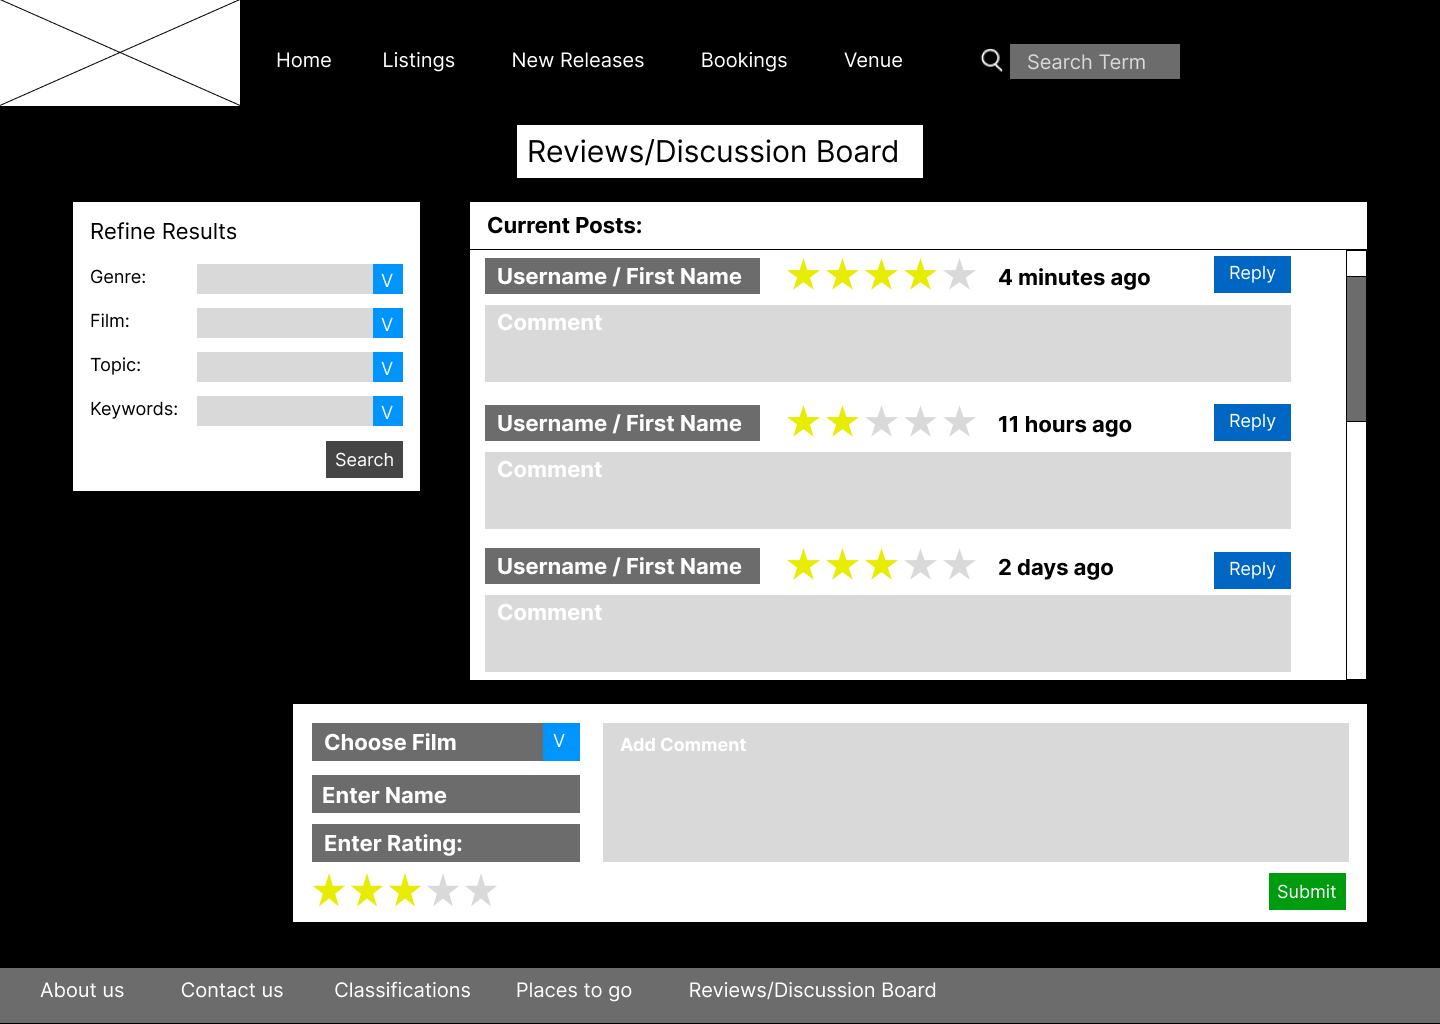 Home Listings New Releases Bookings Venue Search Term
Reviews/Discussion Board
Refine Results
Genre: V
Film: V
Topic: V
Keywords: V
Search
Current Posts:
Username / First Name 4 minutes ago Reply
Comment
Username / First Name 11 hours ago Reply
Comment
Username / First Name 2 days ago Reply
Comment
Choose Film V
Enter Name
Enter Rating:
Add Comment
Submit
About us Contact us Classifications Places to go Reviews/Discussion Board